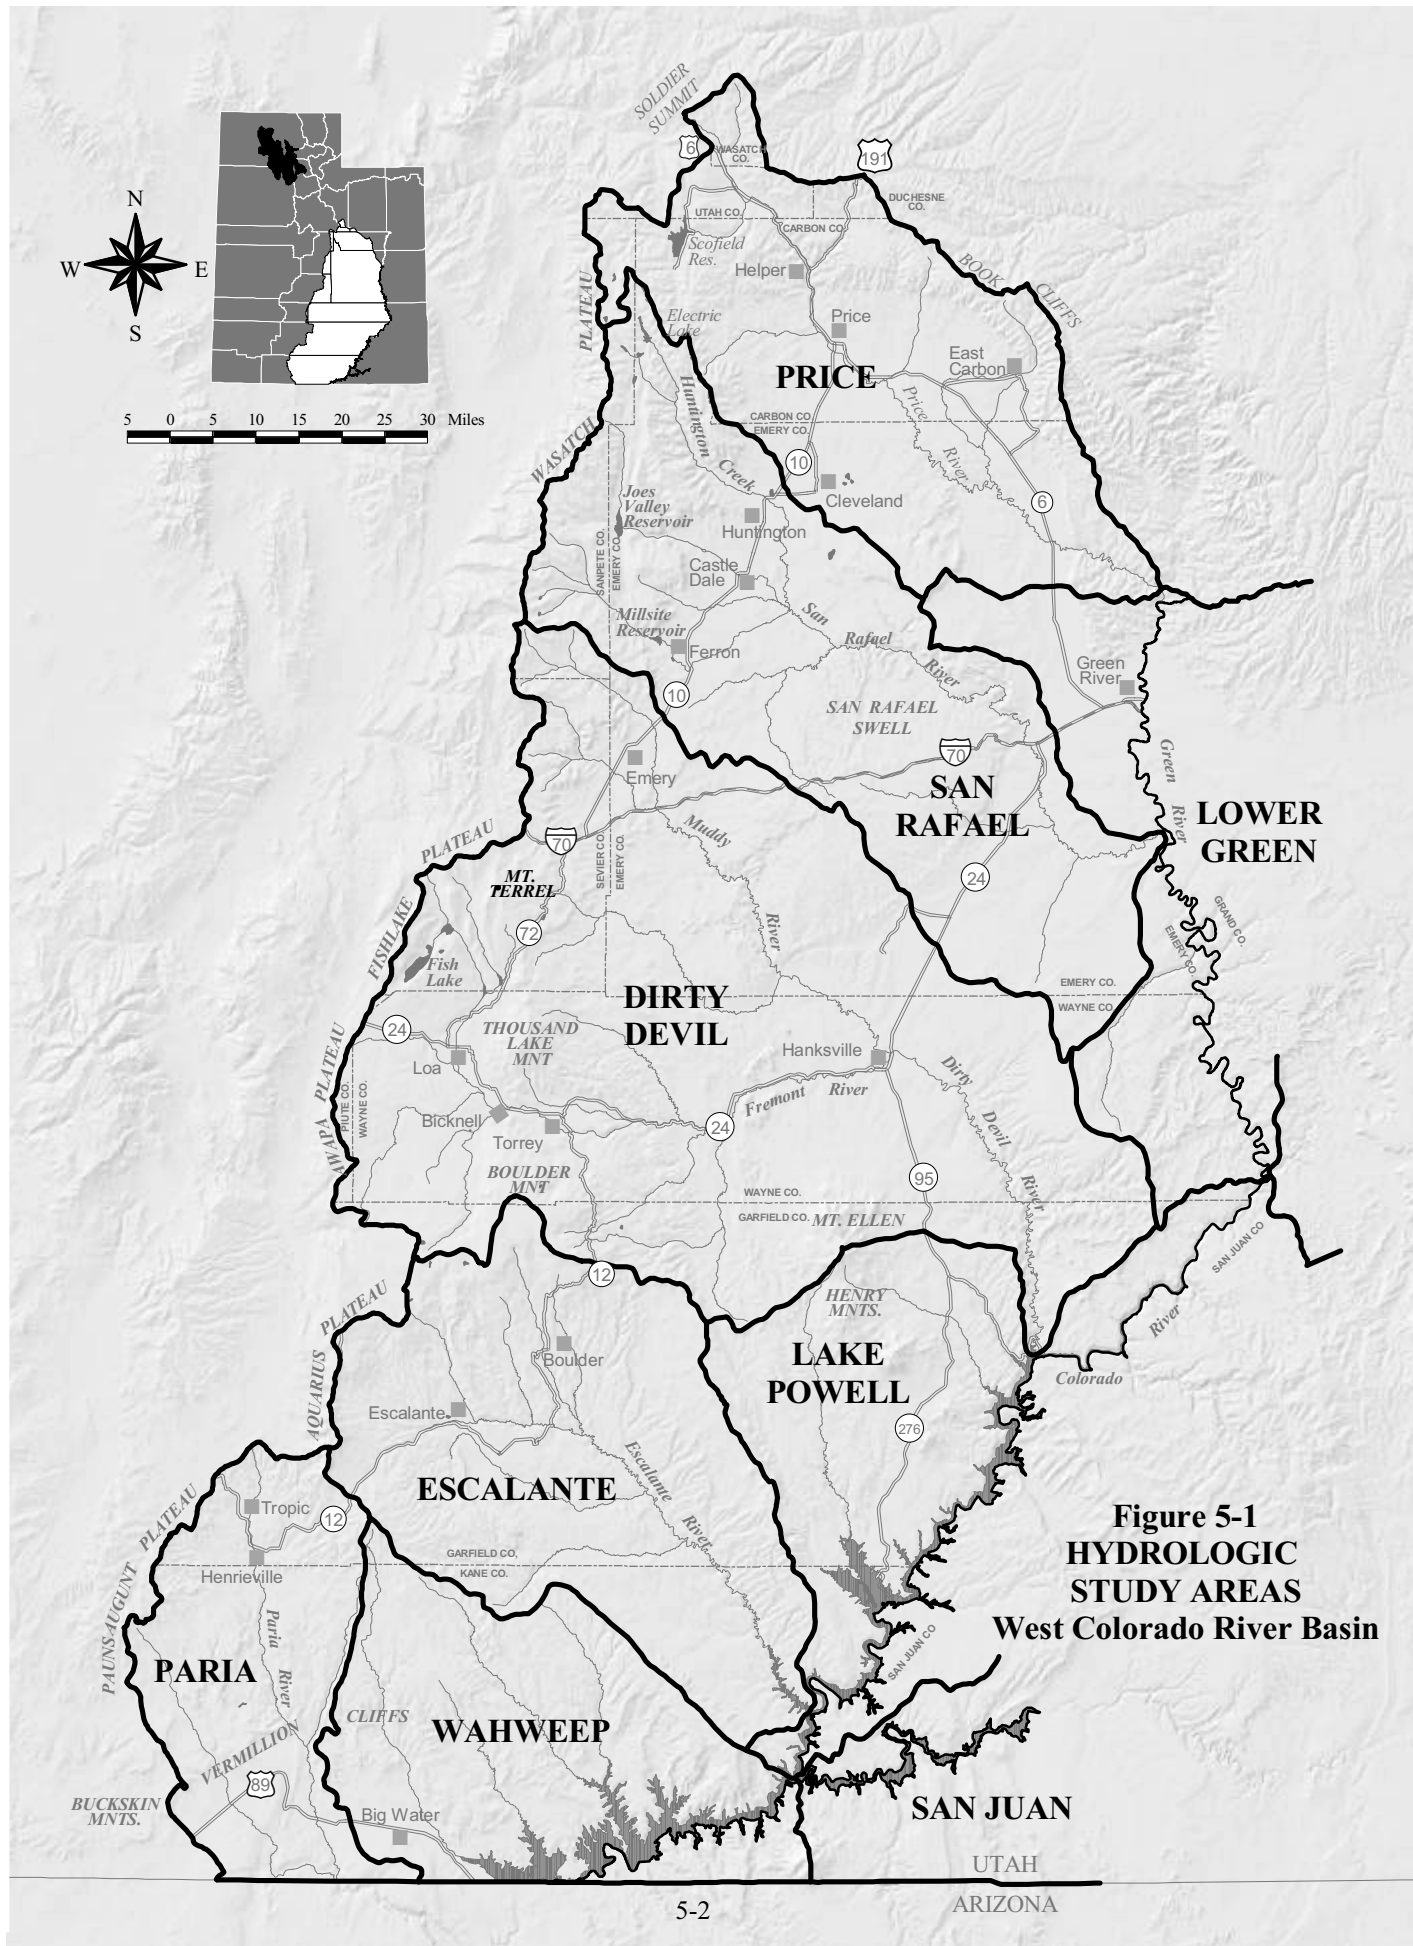 SOLDIER
SUMMIT
6
WASATCH
CO.
191
DUCHESNE
CO.
UTAH CO.
CARBON CO.
Scofield
Res.
Helper
BOOK
CLIFFS
N
W
E
S
PLATEAU
Electric
Lake
Price
East
Carbon
PRICE
5 0 5 10 15 20 25 30 Miles
Huntington
Creek
Price
River
CARBON CO.
EMERY CO.
WASATCH
10
Cleveland
6
Joes
Valley
Reservoir
Huntington
SANPETE CO.
EMERY CO.
Castle
Dale
San
Rafael
River
Millsite
Reservoir
Ferron
Green
River
10
SAN RAFAEL
SWELL
70
Green
River
Emery
SAN
RAFAEL
LOWER
GREEN
Muddy
River
PLATEAU
70
SEVIER CO.
EMERY CO.
MT.
TERREL
24
72
FISHLAKE
Fish
Lake
GRAND CO.
EMERY CO.
EMERY CO.
WAYNE CO.
DIRTY
DEVIL
24
THOUSAND
LAKE
MNT
Hanksville
Loa
Dirty
Devil
River
AWAPA
PLATEAU
PIUTE CO.
WAYNE CO.
Fremont
River
Bicknell
Torrey
24
BOULDER
MNT
95
WAYNE CO.
GARFIELD CO.
MT. ELLEN
SAN JUAN CO
12
HENRY
MNTS.
River
Colorado
AQUARIUS
PLATEAU
Boulder
LAKE
POWELL
Escalante
276
Escalante
River
ESCALANTE
Figure 5-1
HYDROLOGIC
STUDY AREAS
West Colorado River Basin
Tropic
12
PLATEAU
PAUNSAUGUNT
Henrieville
GARFIELD CO,
KANE CO.
Paria
River
SAN JUAN CO
PARIA
CLIFFS
WAHWEEP
VERMILLION
89
BUCKSKIN
MNTS.
Big Water
SAN JUAN
UTAH
ARIZONA
5-2